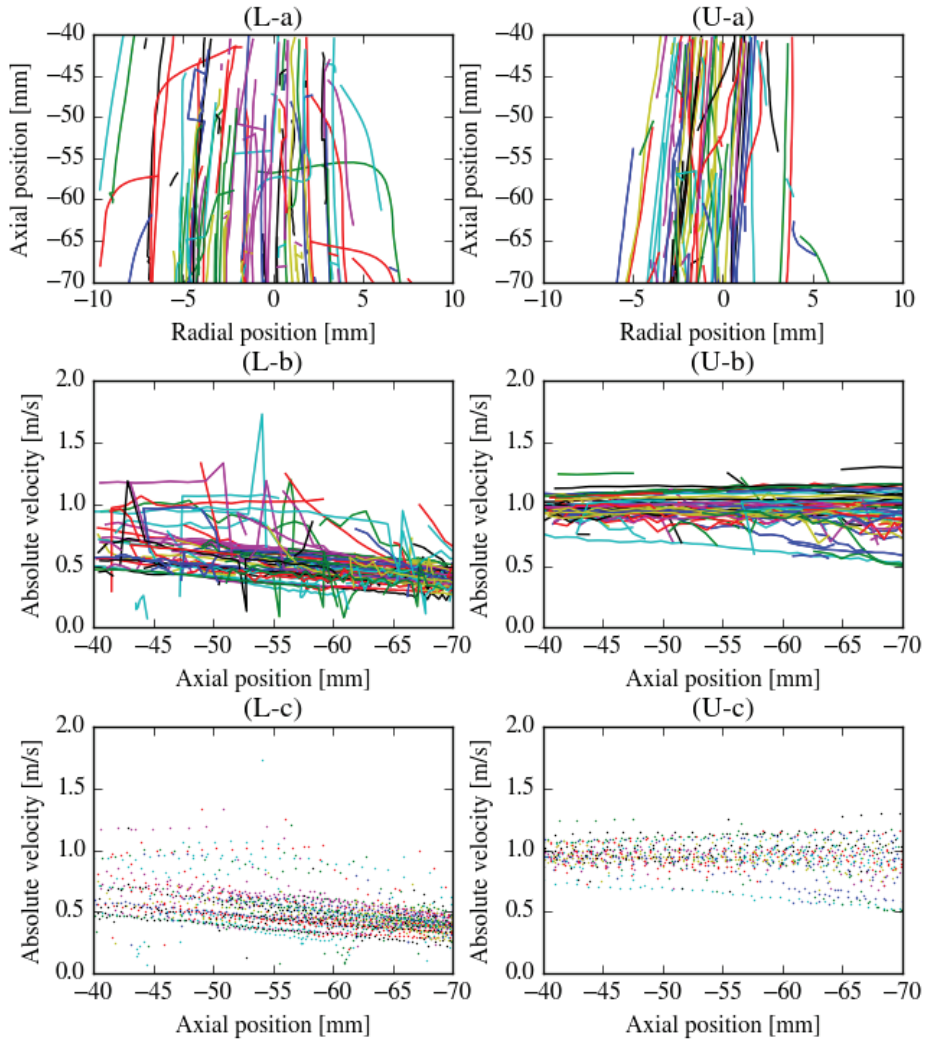 (L-a) (U-a)
−40 −45 −50 −55 −60 −65 −70
Axial position [mm]
−10 −5 0 5 10
Radial position [mm]
−40 −45 −50 −55 −60 −65 −70
Axial position [mm]
−10 −5 0 5 10
Radial position [mm]
(L-b) (U-b)
2.0 1.5 1.0 0.5 0.0
Absolute velocity [m/s]
−40 −45 −50 −55 −60 −65 −70
Axial position [mm]
2.0 1.5 1.0 0.5 0.0
Absolute velocity [m/s]
−40 −45 −50 −55 −60 −65 −70
Axial position [mm]
(L-c) (U-c)
2.0 1.5 1.0 0.5 0.0
Absolute velocity [m/s]
−40 −45 −50 −55 −60 −65 −70
Axial position [mm]
2.0 1.5 1.0 0.5 0.0
Absolute velocity [m/s]
−40 −45 −50 −55 −60 −65 −70
Axial position [mm]